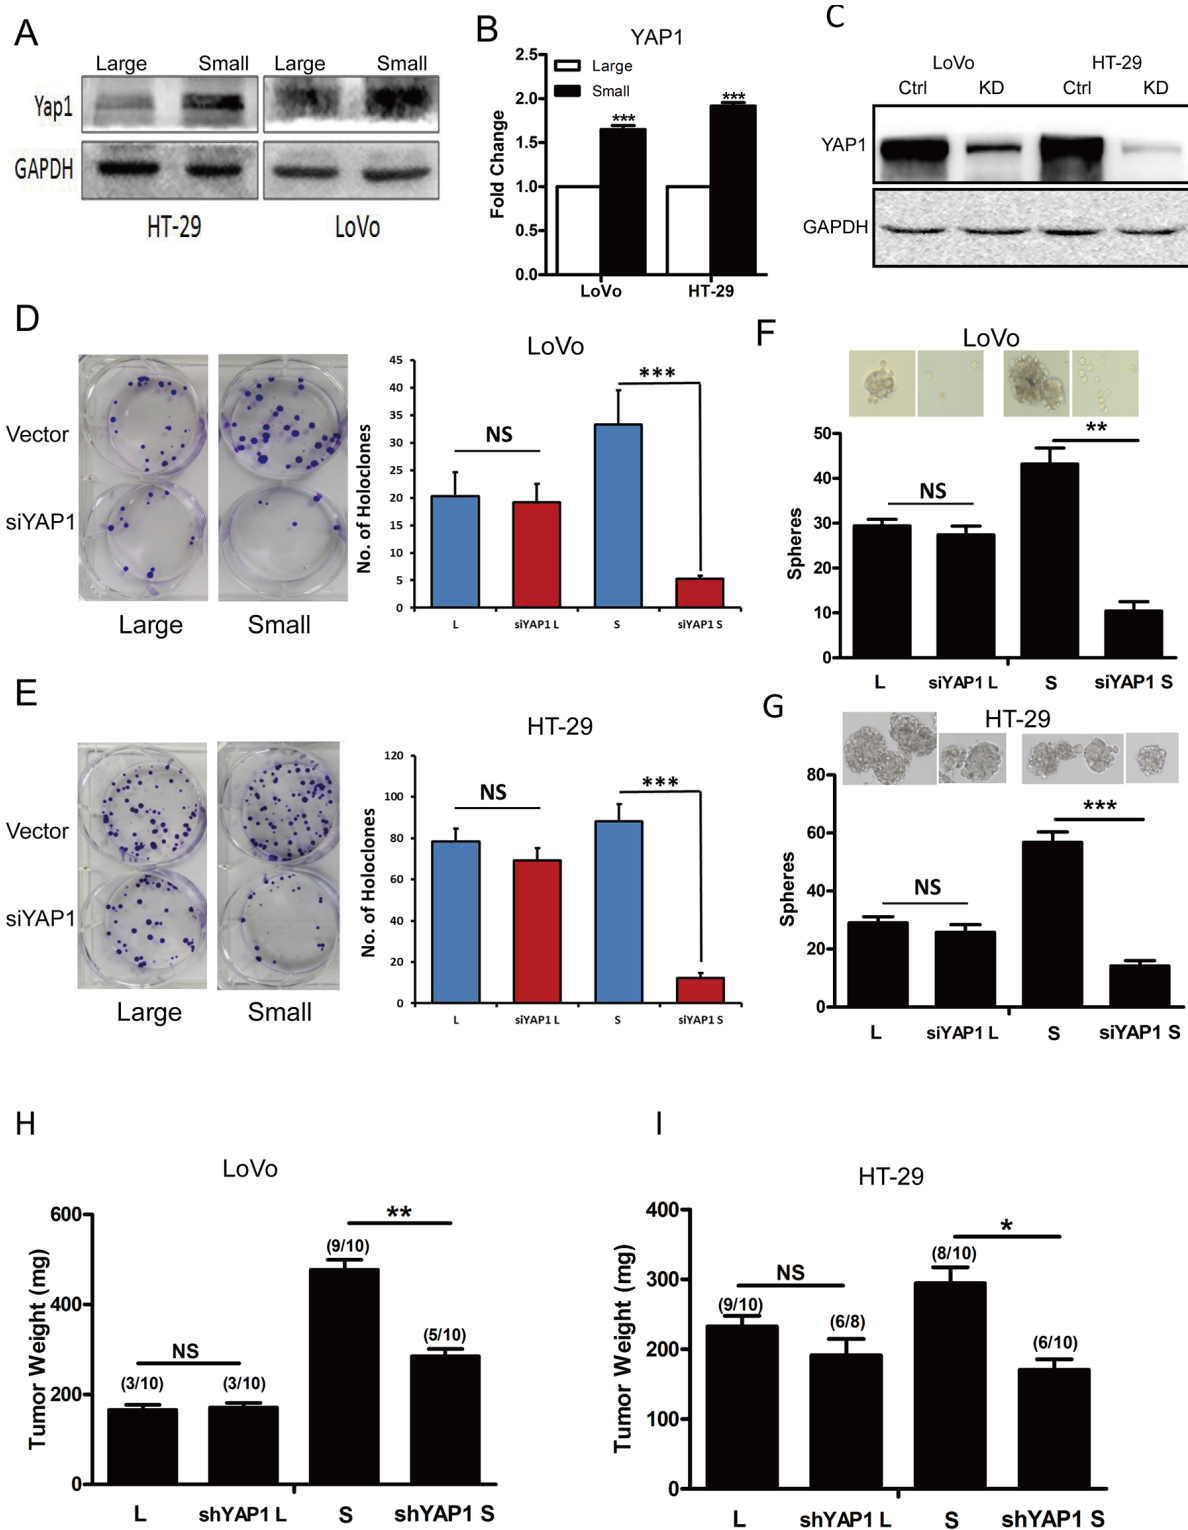 A
Large
Small
Large
Small
Yap1
GAPDH
HT-29
LoVo
B
YAP1
Large
Small
Fold Change
2.5
2.0
1.5
1.0
0.5
0.0
***
***
LoVo
HT-29
C
LoVo
HT-29
Ctrl
KD
Ctrl
KD
YAP1
GAPDH
D
Vector
siYAP1
Large
Small
LoVo
No. of Holoclones
45
40
35
30
25
20
15
10
5
0
NS
***
L
siYAP1 L
S
siYAP1 S
F
LoVo
Spheres
50
40
30
20
10
0
NS
**
L
siYAP1 L
S
siYAP1 S
E
Vector
siYAP1
Large
Small
HT-29
No. of Holoclones
120
100
80
60
40
20
0
NS
***
L
siYAP1 L
S
siYAP1 S
G
HT-29
Spheres
80
60
40
20
0
NS
***
L
siYAP1 L
S
siYAP1 S
H
LoVo
Tumor Weight (mg)
600
400
200
0
NS
**
(3/10)
(3/10)
(9/10)
(5/10)
L
shYAP1 L
S
shYAP1 S
I
HT-29
Tumor Weight (mg)
400
300
200
100
0
NS
*
(9/10)
(6/8)
(8/10)
(6/10)
L
shYAP1 L
S
shYAP1 S